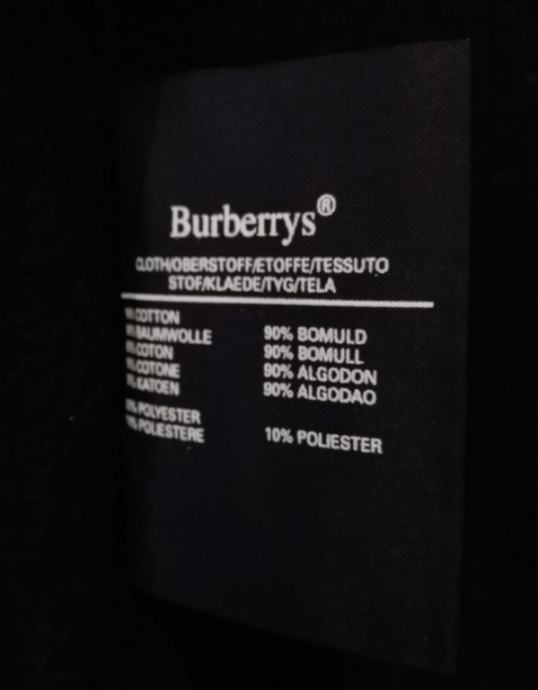 Burberrys®
CLOTH/OBERSTOFF/ETOFFE/TESSUTO
STOF/KLAEDE/TYG/TELA
% COTTON
% BAUMWOLLE 90% BOMULD
% COTON 90% BOMULL
% COTONE 90% ALGODON
% KATOEN 90% ALGODAO
% POLYESTER
% POLIESTERE 10% POLIESTER